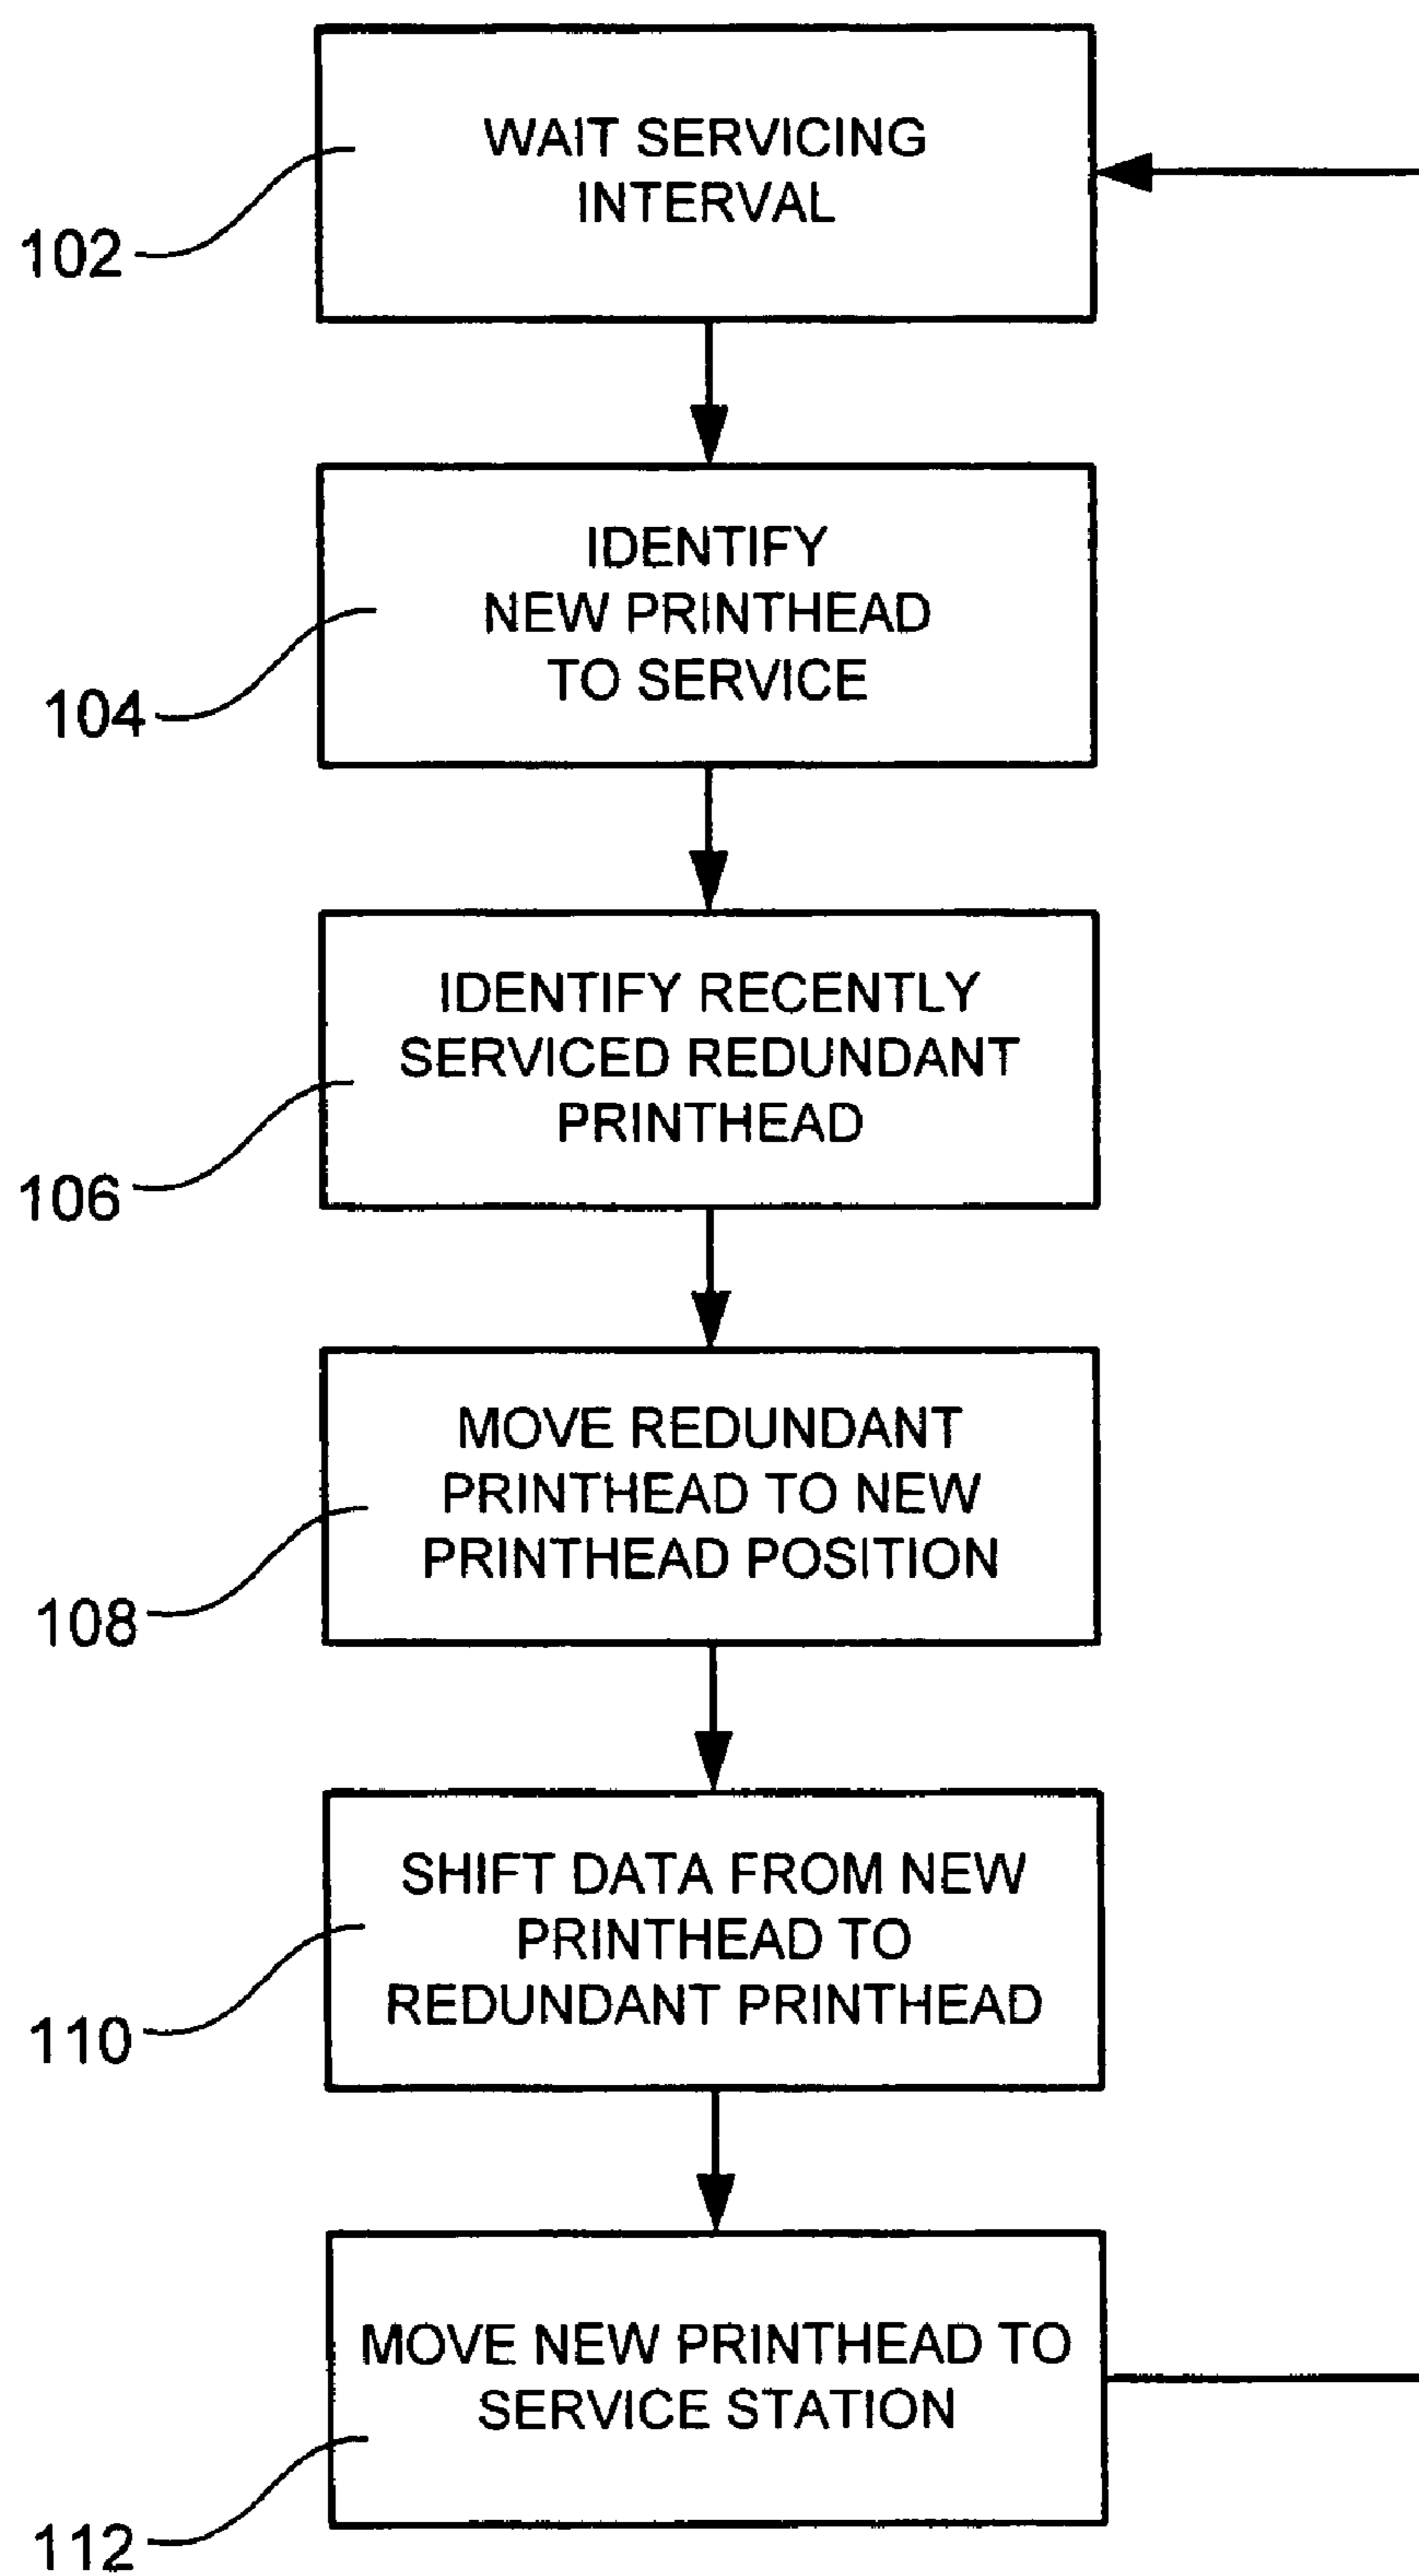 WAIT SERVICING
INTERVAL
102
IDENTIFY
NEW PRINTHEAD
TO SERVICE
104
IDENTIFY RECENTLY
SERVICED REDUNDANT
PRINTHEAD
106
MOVE REDUNDANT
PRINTHEAD TO NEW
PRINTHEAD POSITION
108
SHIFT DATA FROM NEW
PRINTHEAD TO
REDUNDANT PRINTHEAD
110
MOVE NEW PRINTHEAD TO
SERVICE STATION
112